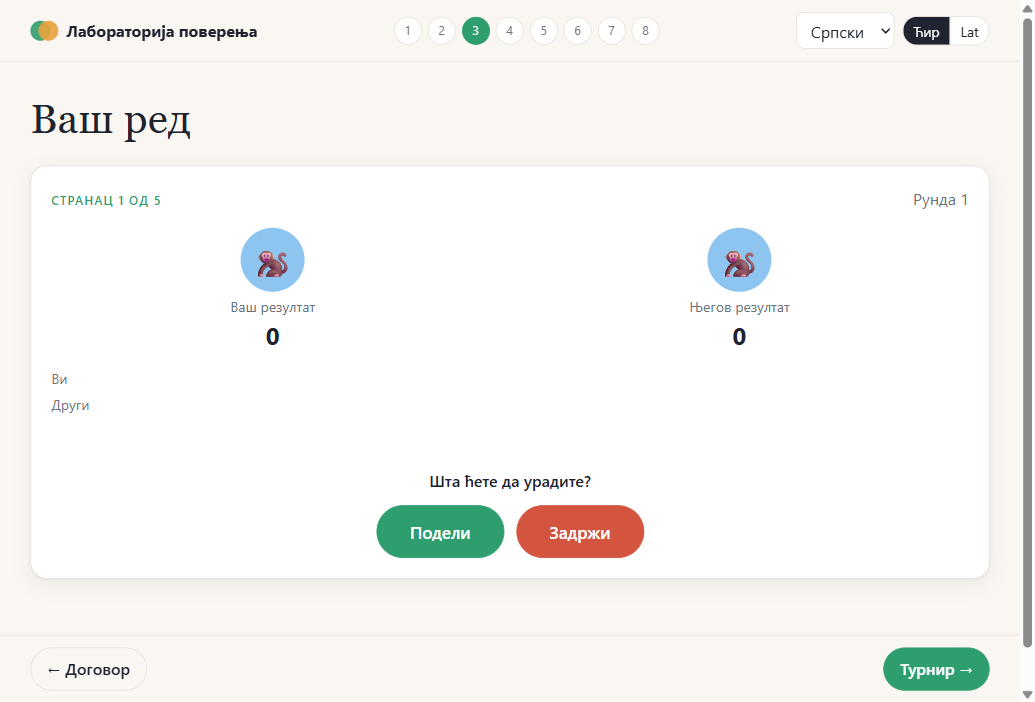 Лабораторија поверења
1 2 3 4 5 6 7 8
Српски
Ћир Lat
Ваш ред
СТРАНАЦ 1 ОД 5
Рунда 1
Ваш резултат
0
Његов резултат
0
Ви
Други
Шта ћете да урадите?
Подели Задржи
← Договор
Турнир →